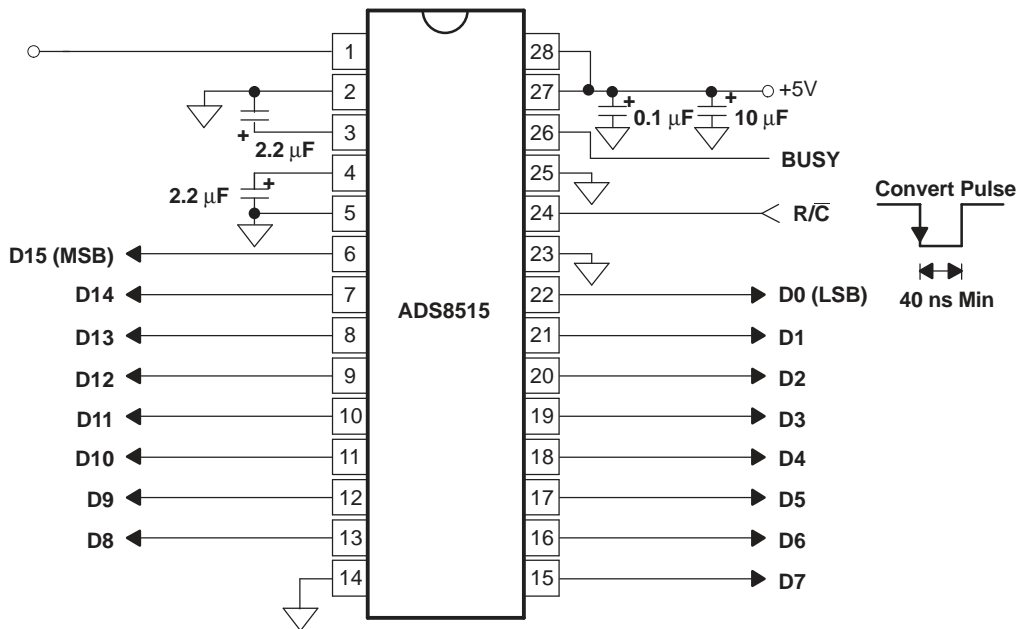 1 28
2 27 +5V
+ 0.1 μF + 10 μF
3 26
+ 2.2 μF BUSY
4 25
2.2 μF + Convert Pulse
5 24 R/C̅
D15 (MSB) 6 23
D14 7 22 D0 (LSB) 40 ns Min
ADS8515
D13 8 21 D1
D12 9 20 D2
D11 10 19 D3
D10 11 18 D4
D9 12 17 D5
D8 13 16 D6
14 15 D7